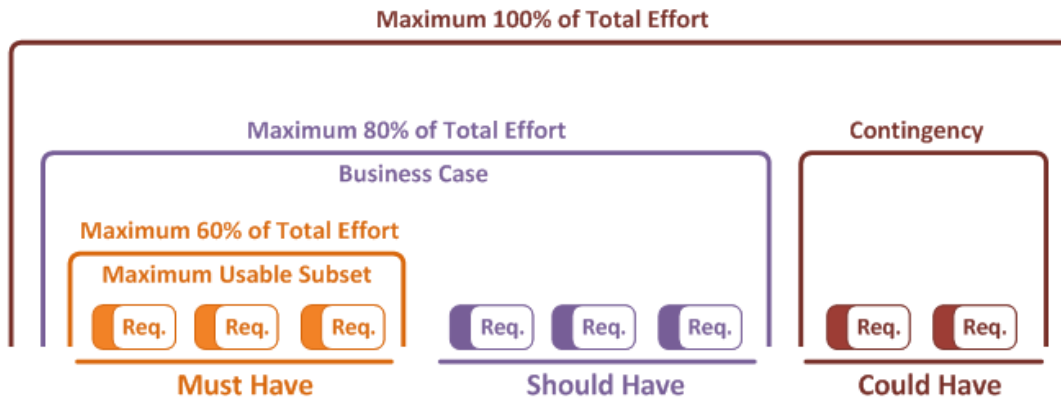 Maximum 100% of Total Effort
Maximum 80% of Total Effort
Contingency
Business Case
Maximum 60% of Total Effort
Maximum Usable Subset
Req. Req. Req. Req. Req. Req. Req. Req.
Must Have Should Have Could Have